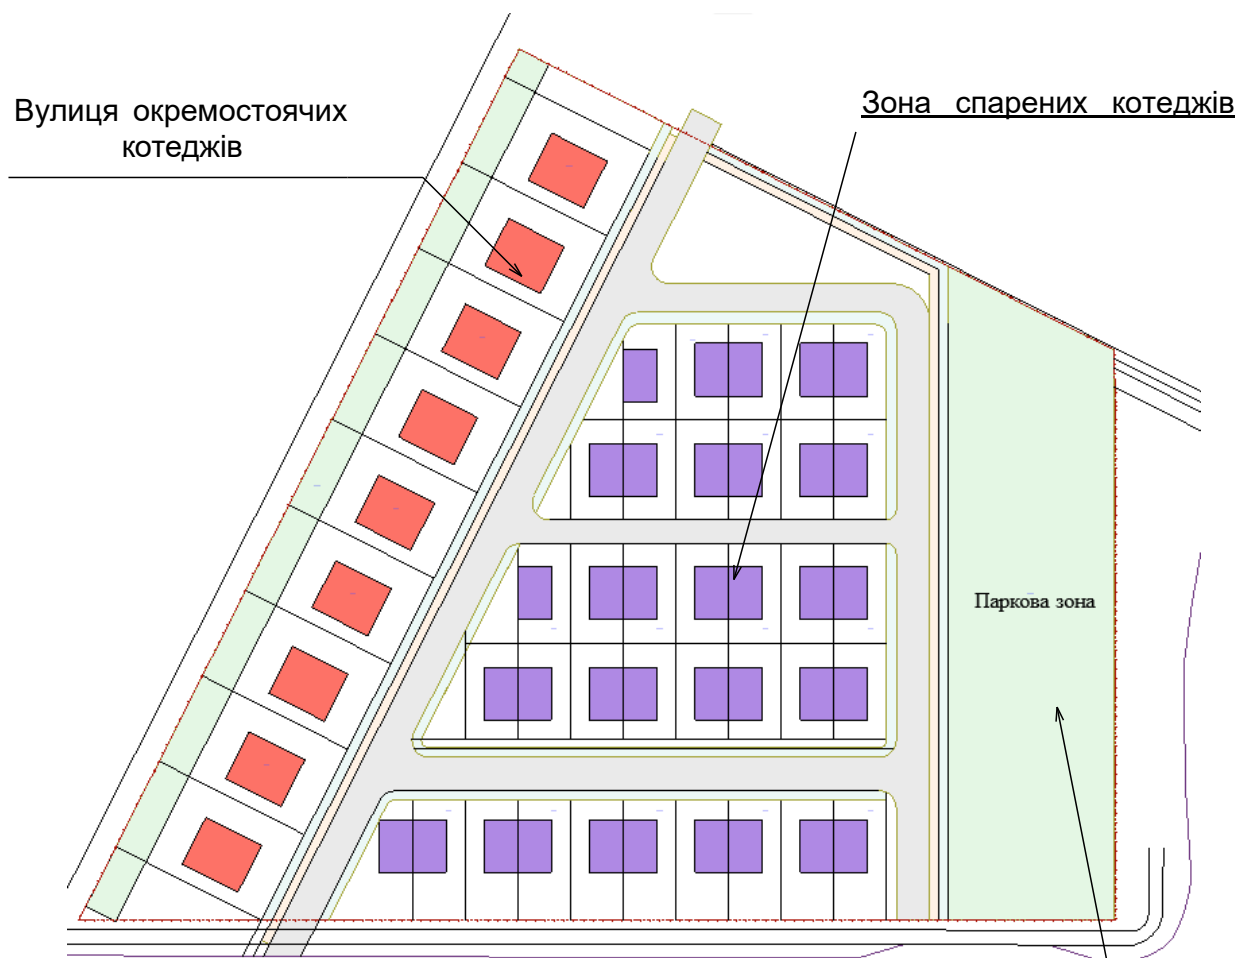 Вулиця окремостоячих
котеджів
Зона спарених котеджів
Паркова зона